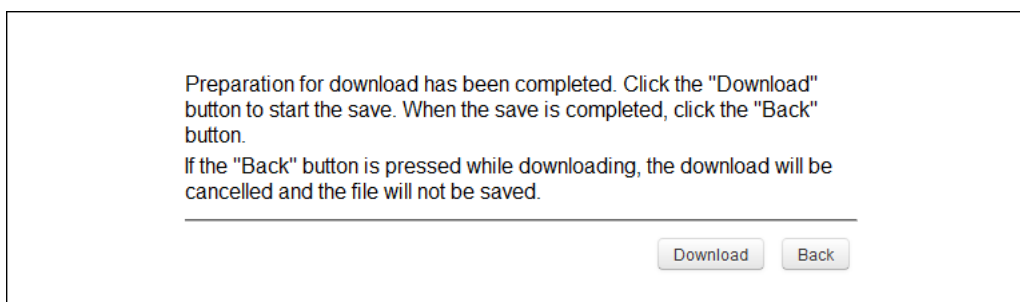 Preparation for download has been completed. Click the "Download"
button to start the save. When the save is completed, click the "Back"
button.
If the "Back" button is pressed while downloading, the download will be
cancelled and the file will not be saved.
Download Back